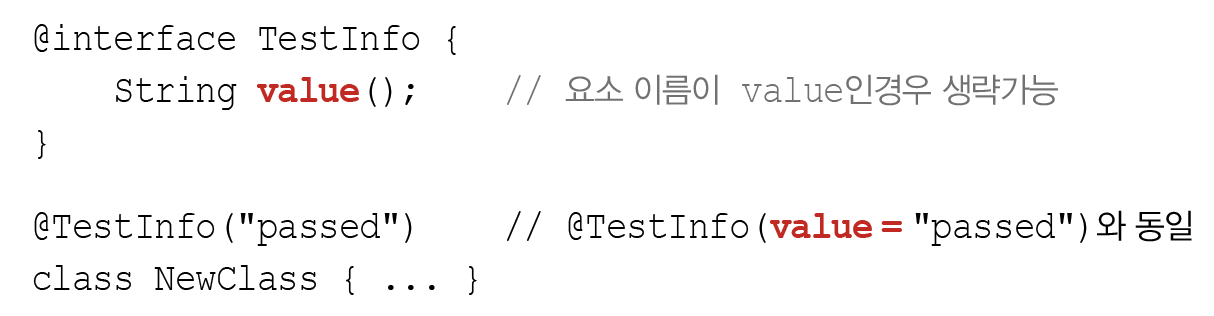 @interface TestInfo {
    String value();    // 요소 이름이 value인경우 생략가능
}
@TestInfo("passed")    // @TestInfo(value = "passed")와 동일
class NewClass { ... }